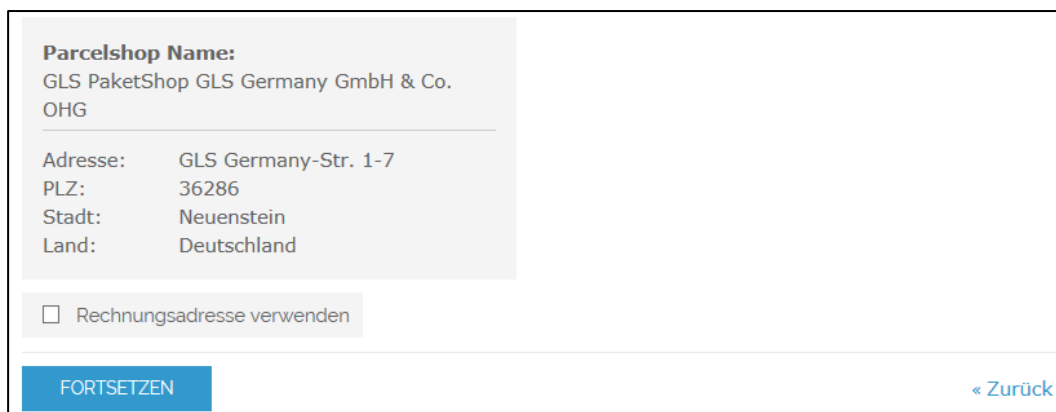 Parcelshop Name:
GLS PaketShop GLS Germany GmbH & Co.
OHG
Adresse: GLS Germany-Str. 1-7
PLZ: 36286
Stadt: Neuenstein
Land: Deutschland
Rechnungsadresse verwenden
FORTSETZEN
« Zurück